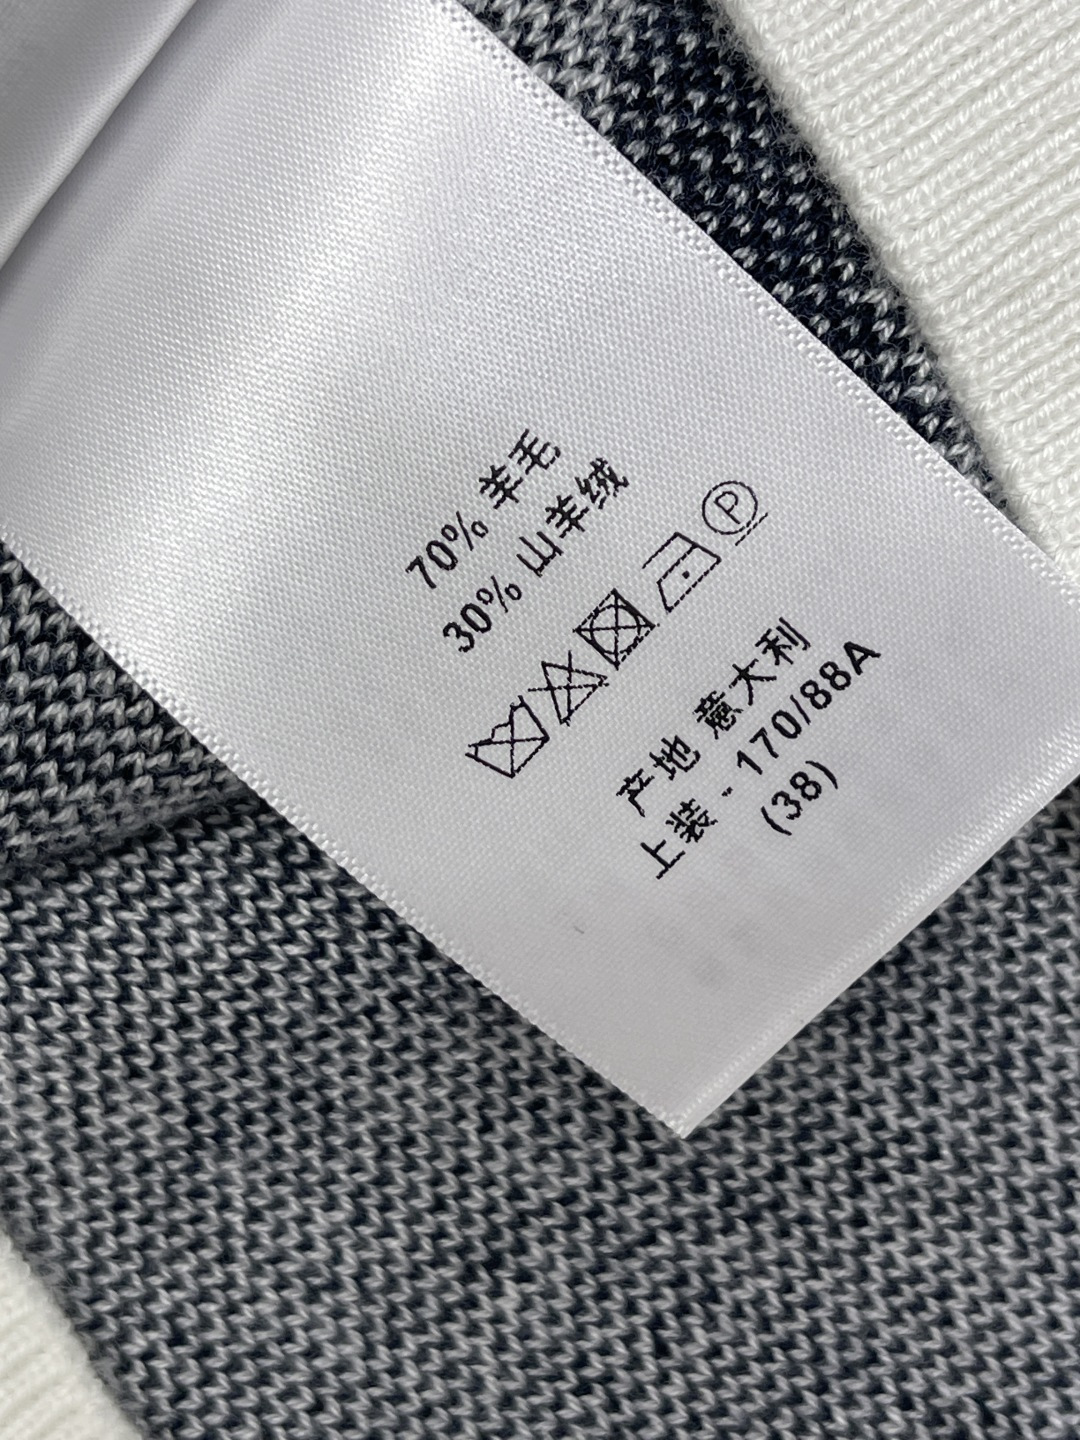 70% 羊毛
30% 山羊绒
P
产地 意大利
上装 - 170/88A
(38)